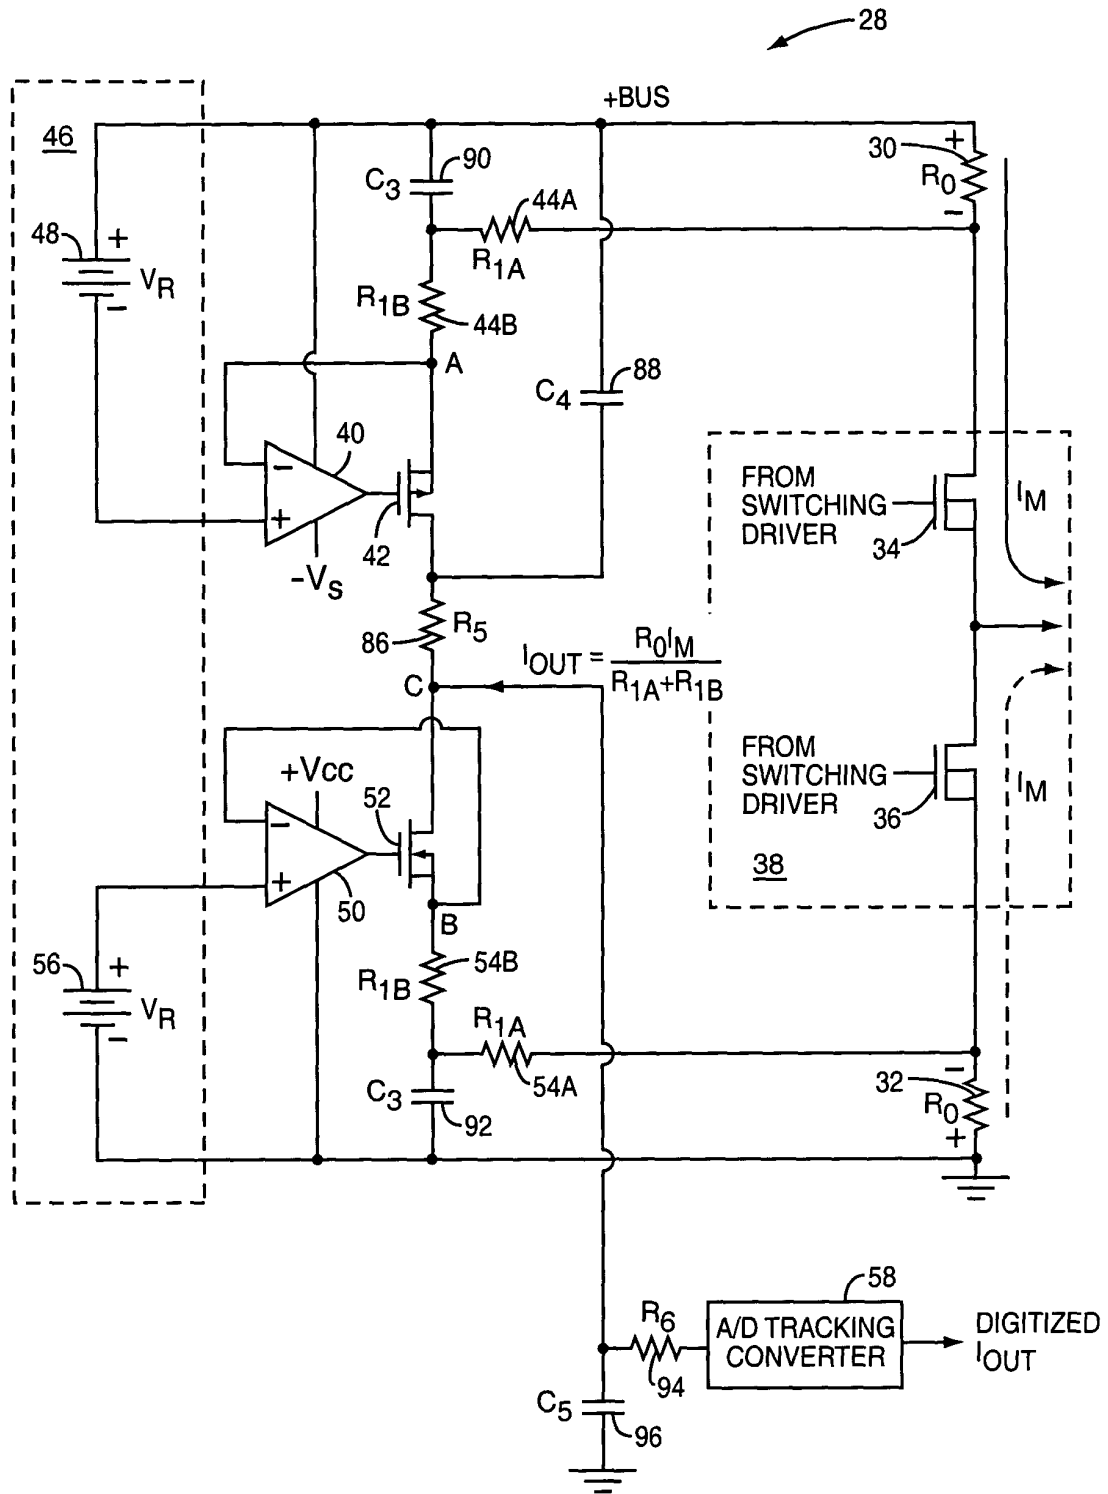 28
+BUS
46
C3
90
30
+
R0
−
44A
R1A
48
+
VR
−
R1B
44B
A
C4
88
40
−
+
42
−VS
FROM
SWITCHING
DRIVER
34
IM
86
R5
IOUT = R0IM
R1A+R1B
C
+VCC
52
−
+
50
B
FROM
SWITCHING
DRIVER
36
IM
38
56
+
VR
−
54B
R1B
R1A
54A
C3
92
−
32
R0
+
58
R6
A/D TRACKING
CONVERTER
DIGITIZED
IOUT
94
C5
96